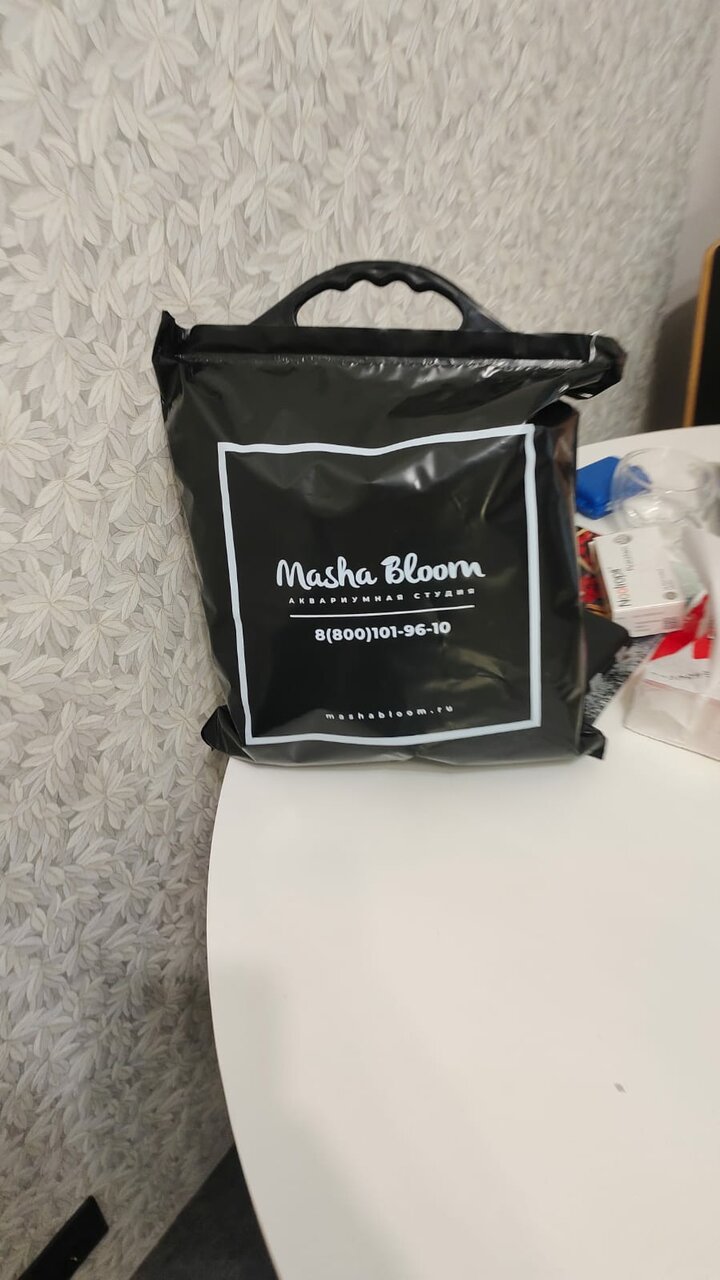 Masha Bloom
АКВАРИУМНАЯ СТУДИЯ
8(800)101-96-10
mashabloom.ru